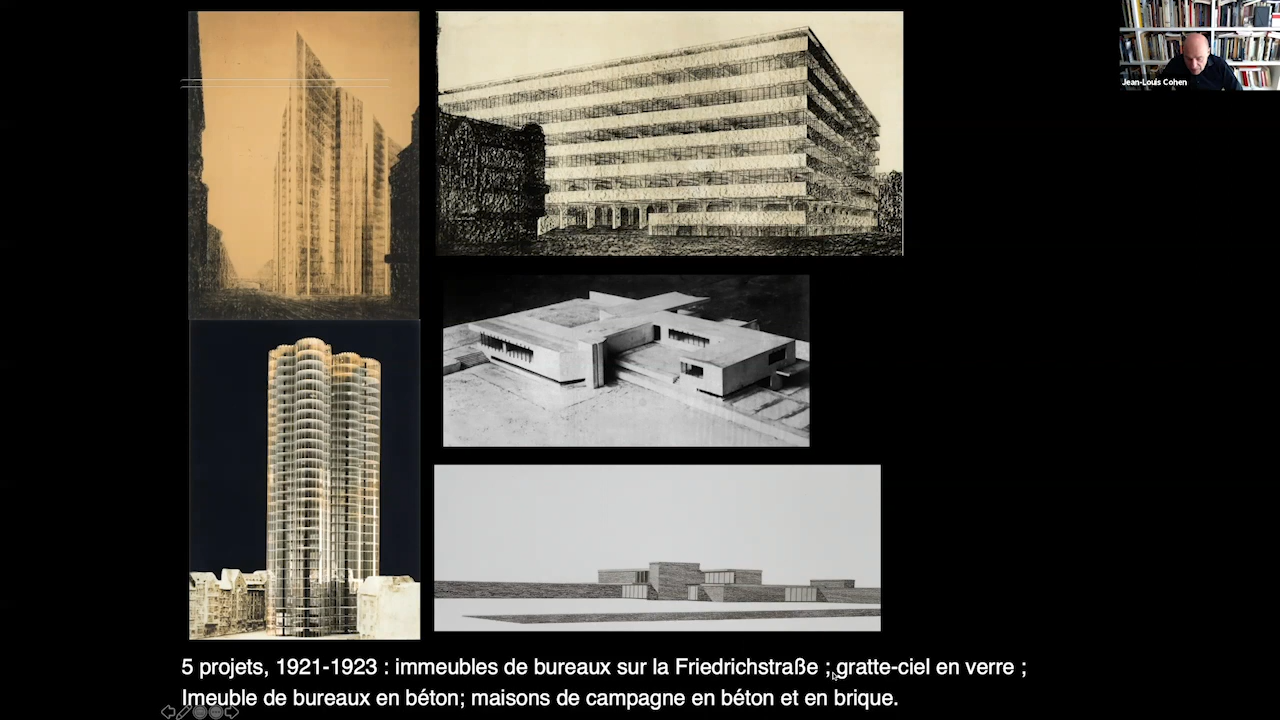 Jean-Louis Cohen
5 projets, 1921-1923 : immeubles de bureaux sur la Friedrichstraße ; gratte-ciel en verre ;
Imeuble de bureaux en béton; maisons de campagne en béton et en brique.